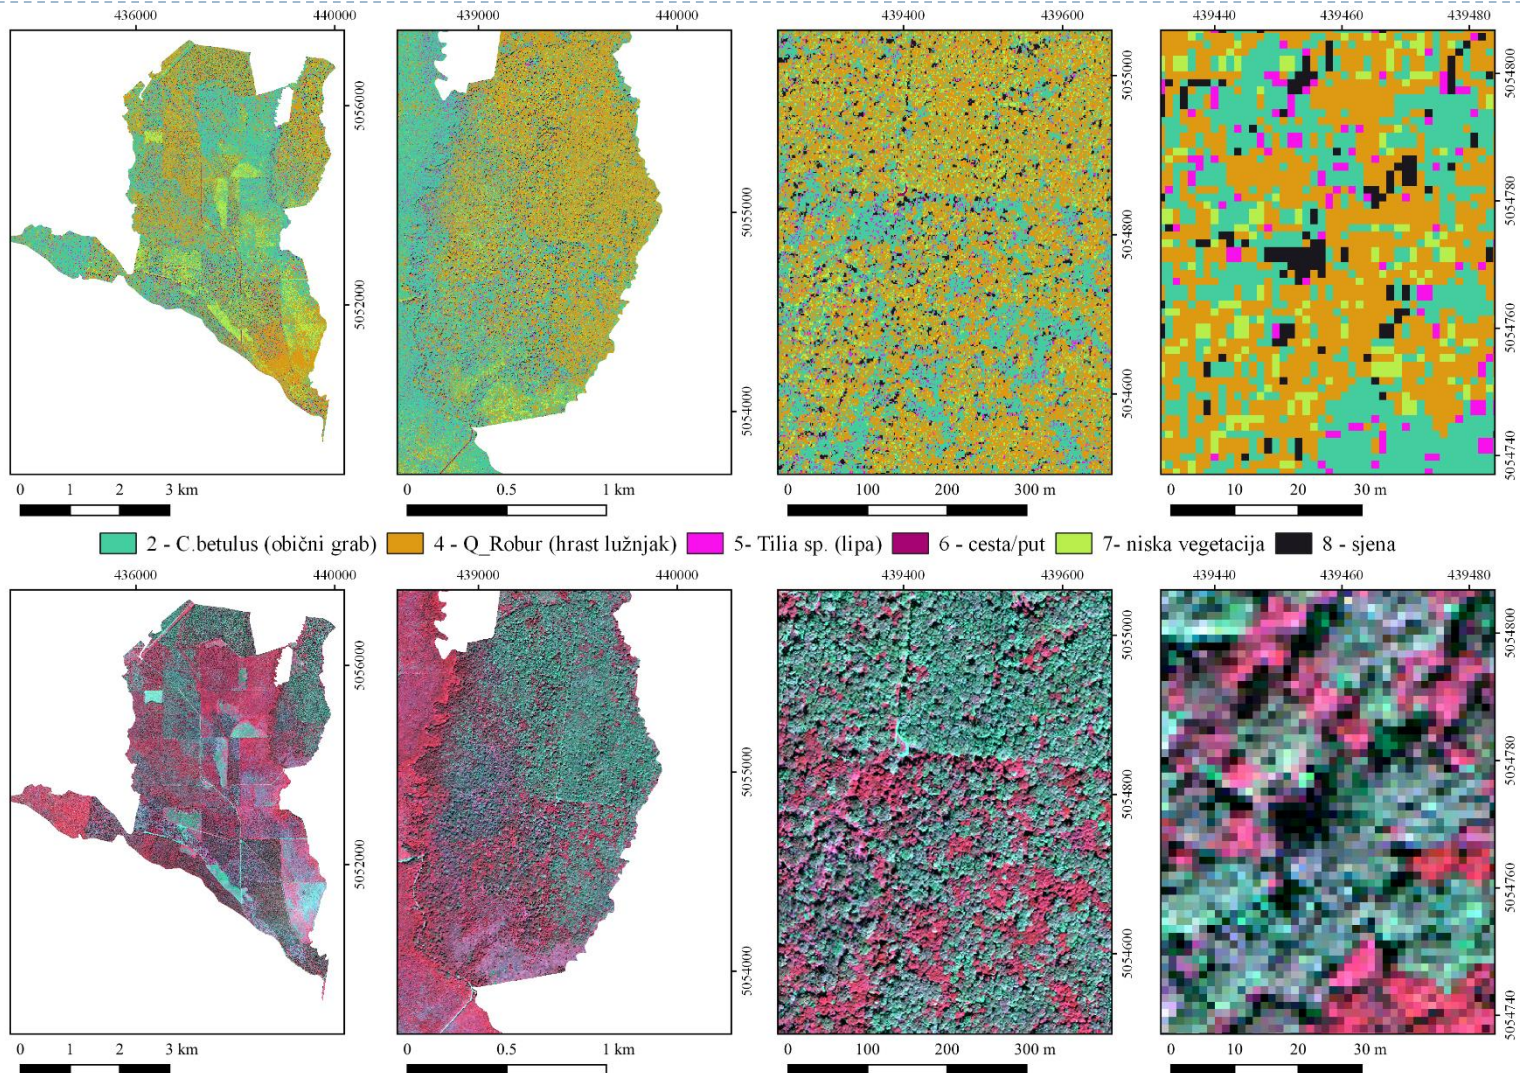 436000 440000 439000 440000 439400 439600 439440 439460 439480
5056000 5052000 5055000 5054000 5055000 5054800 5054600 5054800 5054780 5054760 5054740
0 1 2 3 km 0 0.5 1 km 0 100 200 300 m 0 10 20 30 m
2 - C.betulus (obični grab) 4 - Q_Robur (hrast lužnjak) 5- Tilia sp. (lipa) 6 - cesta/put 7- niska vegetacija 8 - sjena
436000 440000 439000 440000 439400 439600 439440 439460 439480
5056000 5052000 5055000 5054000 5055000 5054800 5054600 5054800 5054780 5054760 5054740
0 1 2 3 km 0 0.5 1 km 0 100 200 300 m 0 10 20 30 m